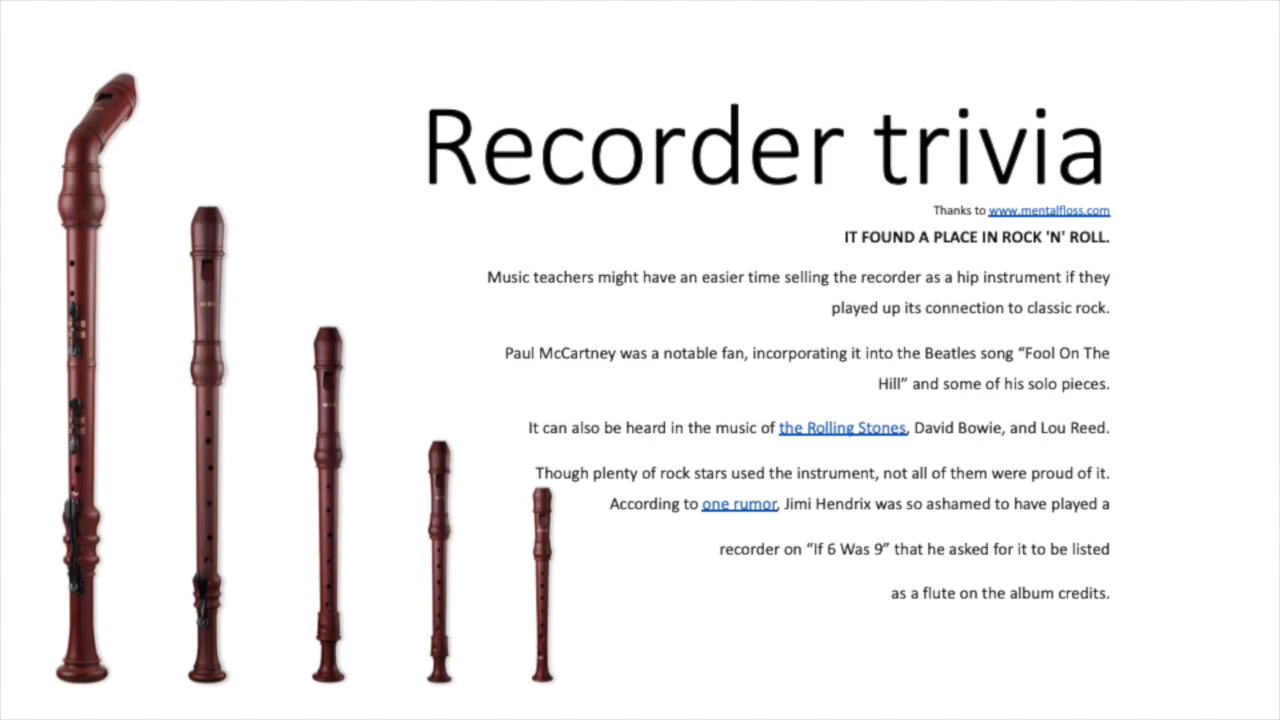 Recorder trivia
Thanks to www.mentalfloss.com
IT FOUND A PLACE IN ROCK 'N' ROLL.
Music teachers might have an easier time selling the recorder as a hip instrument if they
played up its connection to classic rock.
Paul McCartney was a notable fan, incorporating it into the Beatles song “Fool On The
Hill” and some of his solo pieces.
It can also be heard in the music of the Rolling Stones, David Bowie, and Lou Reed.
Though plenty of rock stars used the instrument, not all of them were proud of it.
According to one rumor, Jimi Hendrix was so ashamed to have played a
recorder on “If 6 Was 9” that he asked for it to be listed
as a flute on the album credits.